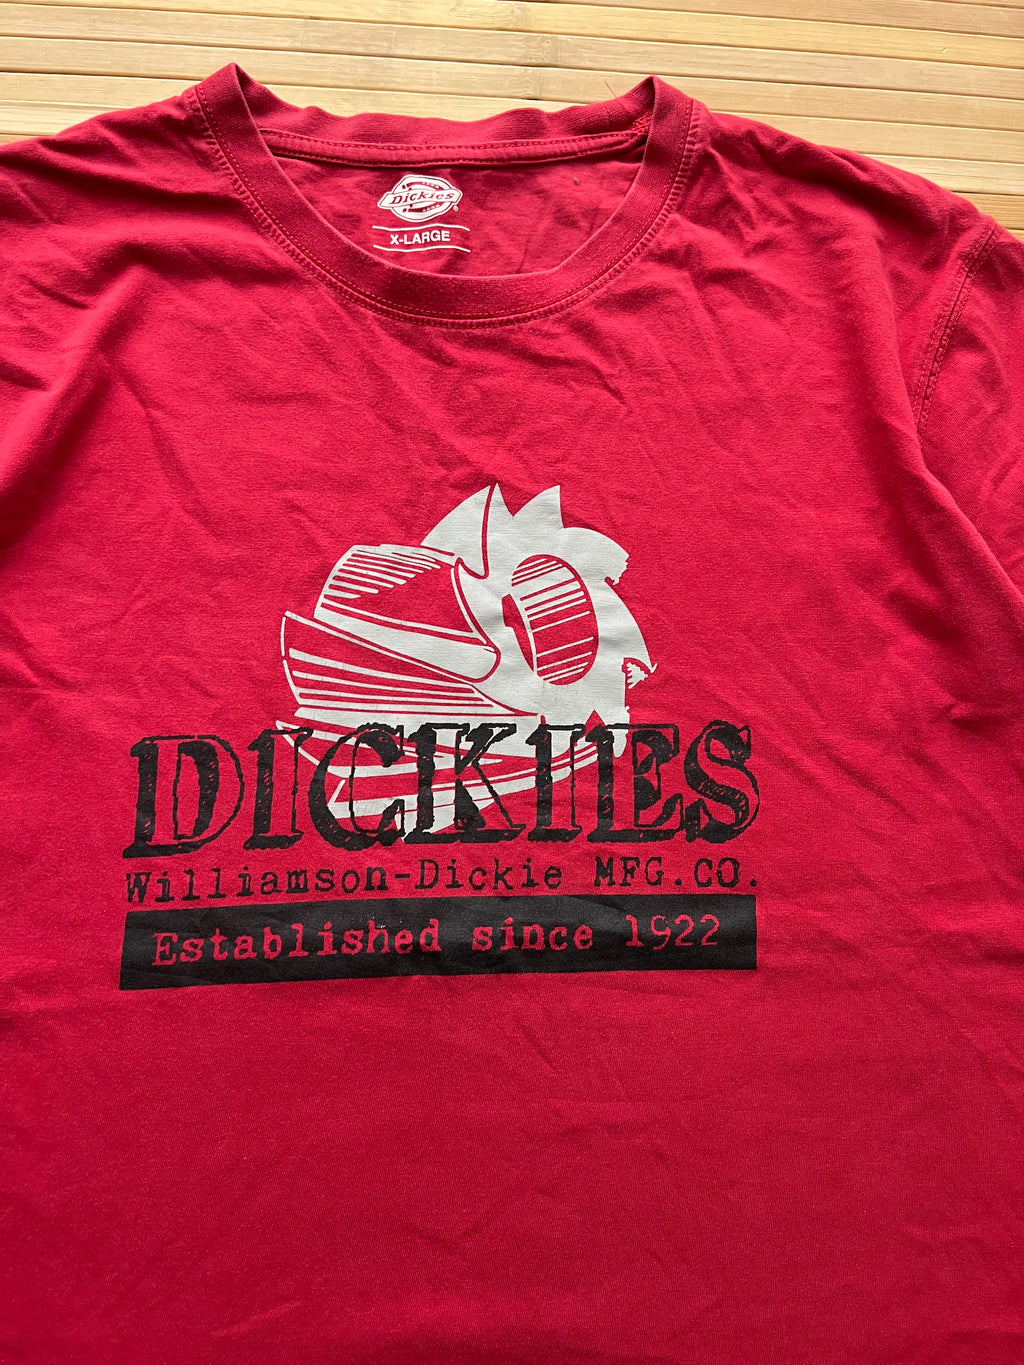 Dickies
X-LARGE
DICKIES
Williamson-Dickie MFG.CO.
Established since 1922